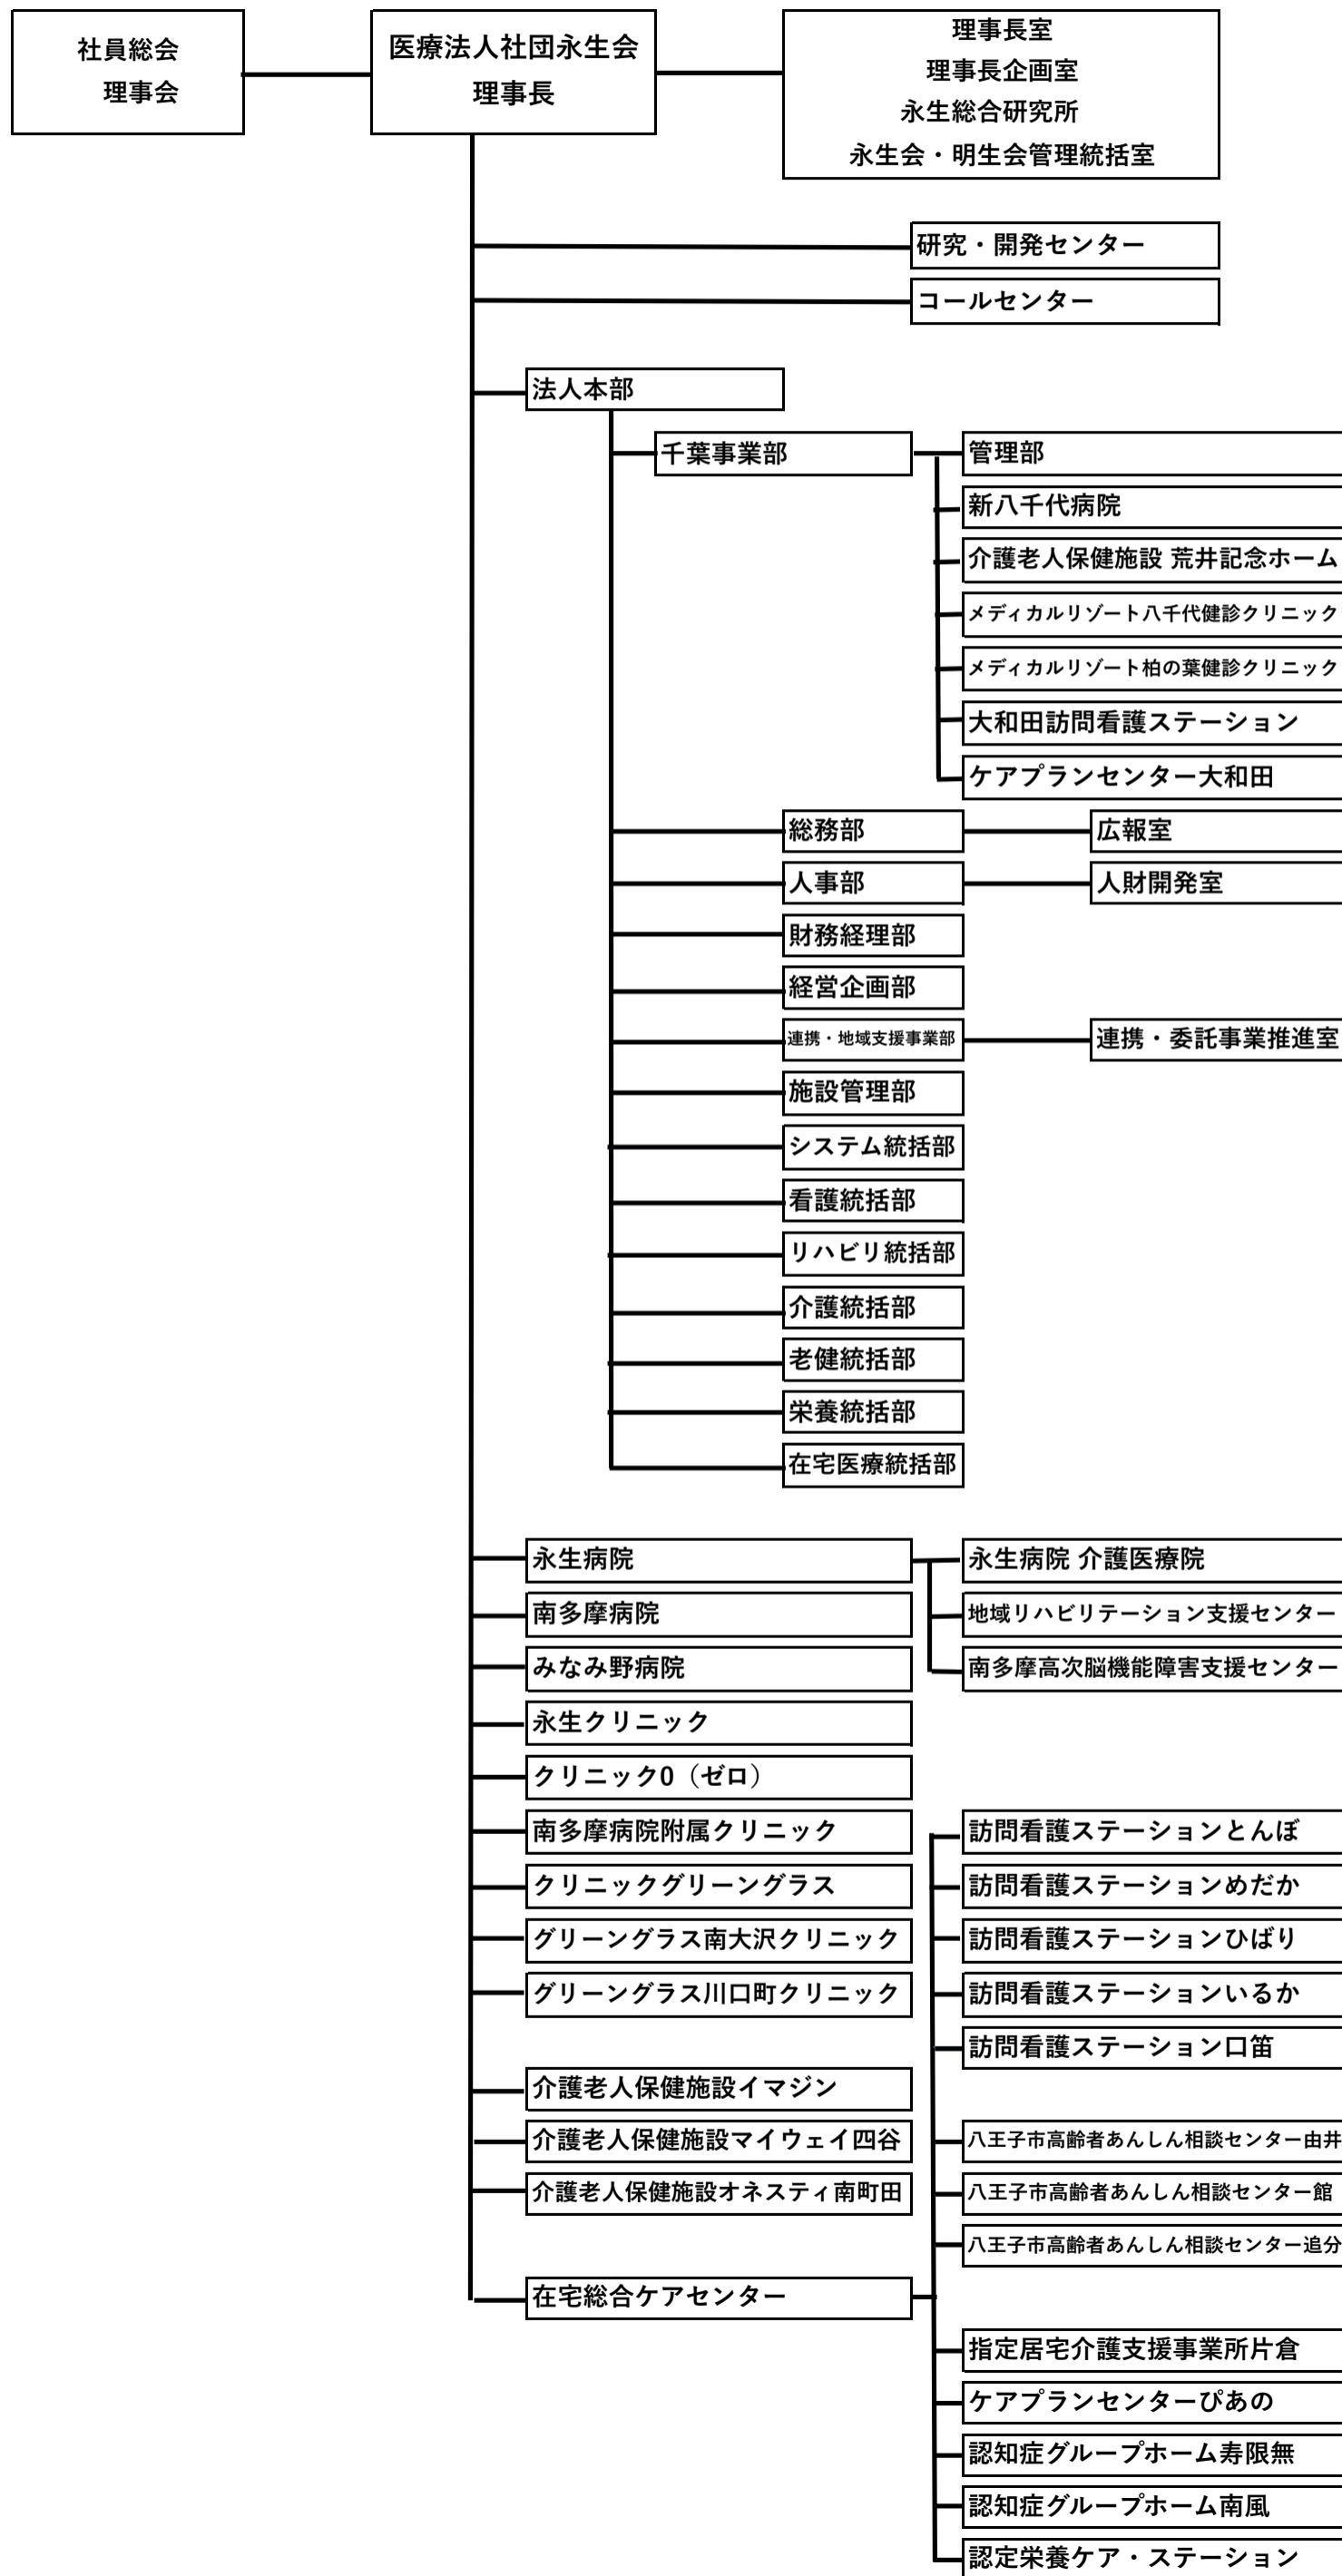 社員総会
理事会
医療法人社団永生会
理事長
理事長室
理事長企画室
永生総合研究所
永生会・明生会管理統括室
研究・開発センター
コールセンター
法人本部
千葉事業部
管理部
新八千代病院
介護老人保健施設 荒井記念ホーム
メディカルリゾート八千代健診クリニック
メディカルリゾート柏の葉健診クリニック
大和田訪問看護ステーション
ケアプランセンター大和田
総務部
広報室
人事部
人財開発室
財務経理部
経営企画部
連携・地域支援事業部
連携・委託事業推進室
施設管理部
システム統括部
看護統括部
リハビリ統括部
介護統括部
老健統括部
栄養統括部
在宅医療統括部
永生病院
永生病院 介護医療院
南多摩病院
地域リハビリテーション支援センター
みなみ野病院
南多摩高次脳機能障害支援センター
永生クリニック
クリニック0（ゼロ）
南多摩病院附属クリニック
訪問看護ステーションとんぼ
クリニックグリーングラス
訪問看護ステーションめだか
グリーングラス南大沢クリニック
訪問看護ステーションひばり
グリーングラス川口町クリニック
訪問看護ステーションいるか
訪問看護ステーション口笛
介護老人保健施設イマジン
介護老人保健施設マイウェイ四谷
八王子市高齢者あんしん相談センター由井
介護老人保健施設オネスティ南町田
八王子市高齢者あんしん相談センター館
八王子市高齢者あんしん相談センター追分
在宅総合ケアセンター
指定居宅介護支援事業所片倉
ケアプランセンターぴあの
認知症グループホーム寿限無
認知症グループホーム南風
認定栄養ケア・ステーション